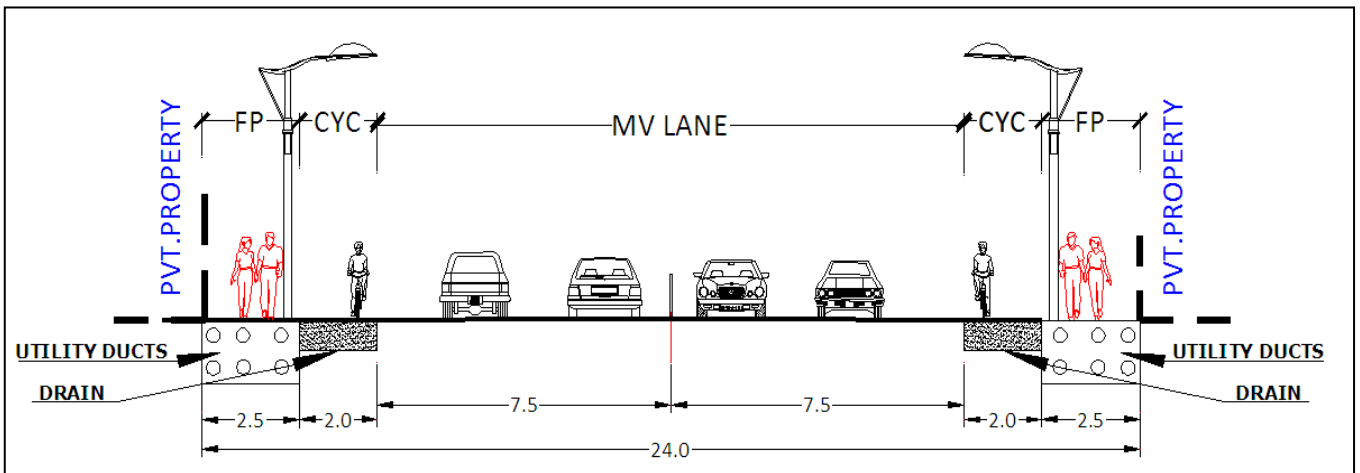 PVT.PROPERTY
FP CYC MV LANE CYC FP
PVT.PROPERTY
UTILITY DUCTS
UTILITY DUCTS
DRAIN
DRAIN
7.5 7.5
2.5 2.0 2.0 2.5
24.0